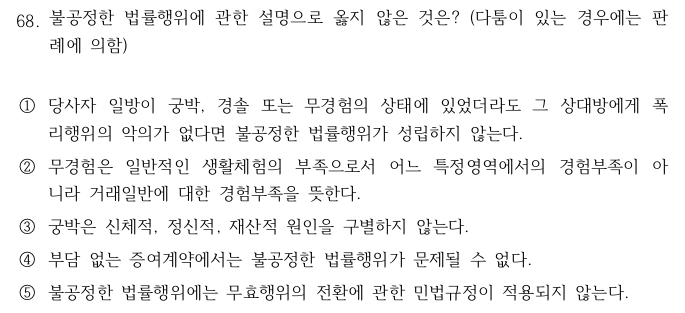 68. 불공정한 법률행위에 관한 설명으로 옳지 않은 것은? (다툼이 있는 경우에는 판
례에 의함)
① 당사자 일방이 궁박, 경솔 또는 무경험의 상태에 있었더라도 그 상대방에게 폭
리행위의 악의가 없다면 불공정한 법률행위가 성립하지 않는다.
② 무경험은 일반적인 생활체험의 부족으로서 어느 특정영역에서의 경험부족이 아
니라 거래일반에 대한 경험부족을 뜻한다.
③ 궁박은 신체적, 정신적, 재산적 원인을 구별하지 않는다.
④ 부담 없는 증여계약에서는 불공정한 법률행위가 문제될 수 없다.
⑤ 불공정한 법률행위에는 무효행위의 전환에 관한 민법규정이 적용되지 않는다.